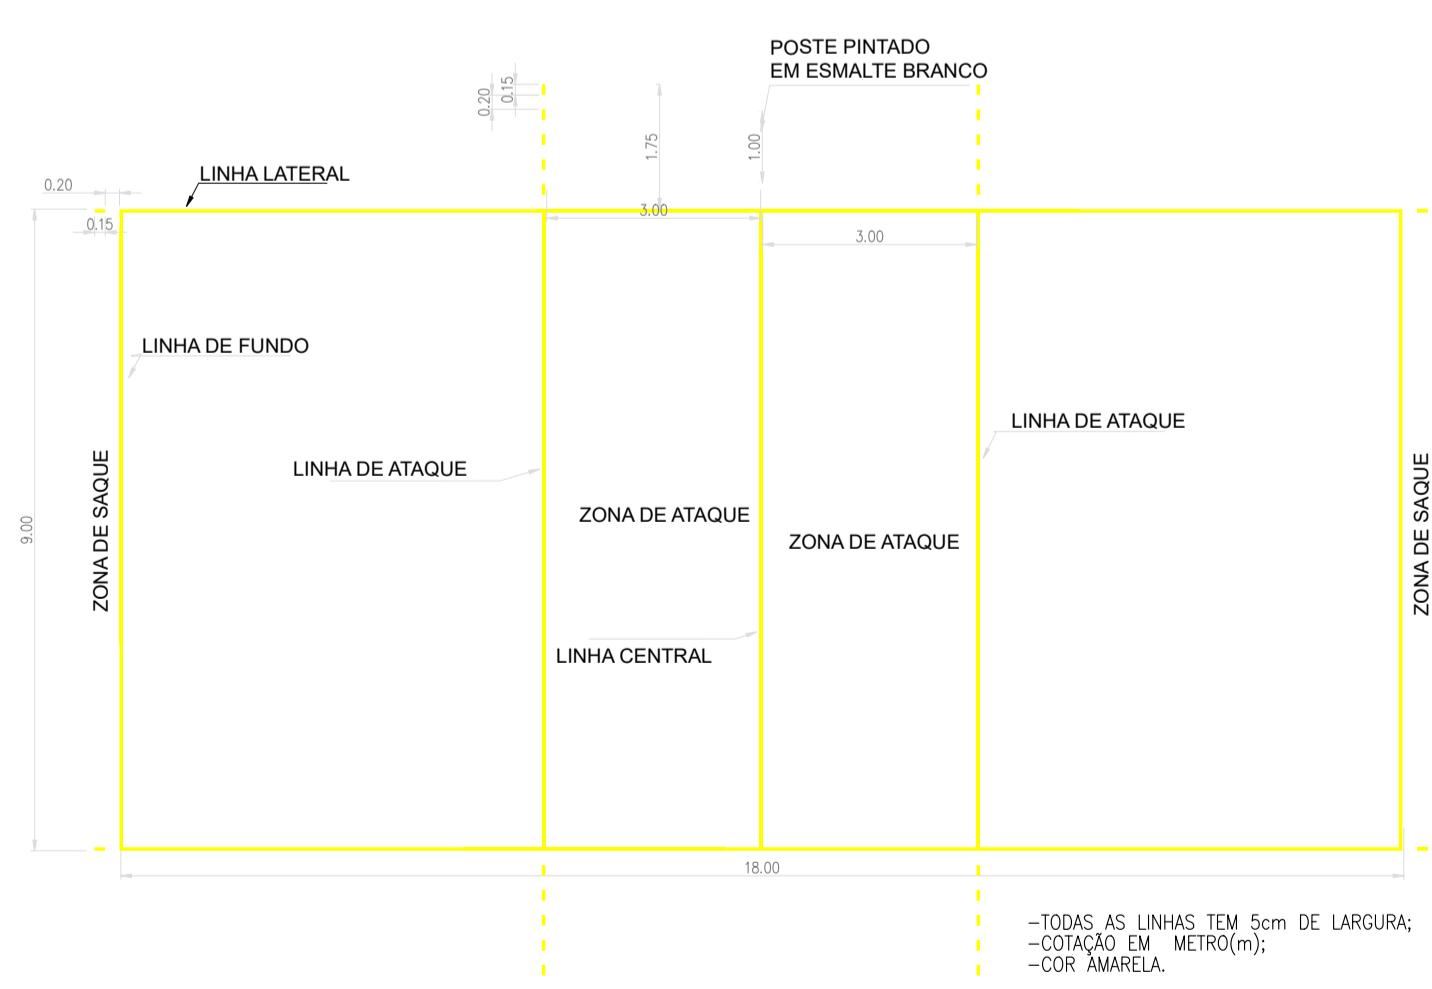 POSTE PINTADO
EM ESMALTE BRANCO
0.15
0.20
1.75
1.00
LINHA LATERAL
0.20
0.15
3.00
3.00
LINHA DE FUNDO
LINHA DE ATAQUE
LINHA DE ATAQUE
ZONA DE SAQUE
ZONA DE SAQUE
9.00
ZONA DE ATAQUE
ZONA DE ATAQUE
LINHA CENTRAL
18.00
-TODAS AS LINHAS TEM 5cm DE LARGURA;
-COTAÇÃO EM METRO(m);
-COR AMARELA.